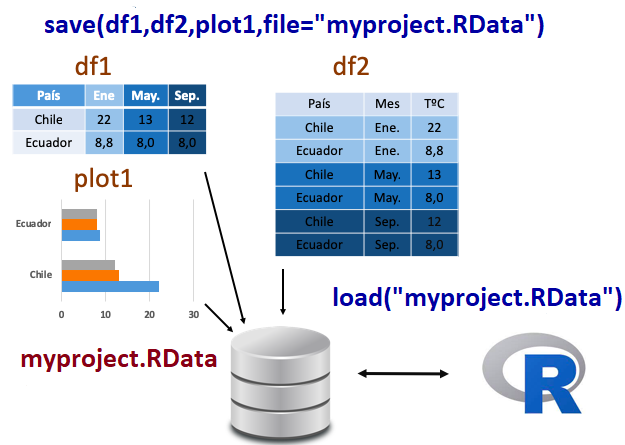 save(df1,df2,plot1,file="myproject.RData")
df1
País Ene May. Sep.
Chile 22 13 12
Ecuador 8,8 8,0 8,0
df2
País Mes TºC
Chile Ene. 22
Ecuador Ene. 8,8
Chile May. 13
Ecuador May. 8,0
Chile Sep. 12
Ecuador Sep. 8,0
plot1
Ecuador
Chile
0 10 20 30
load("myproject.RData")
myproject.RData
R